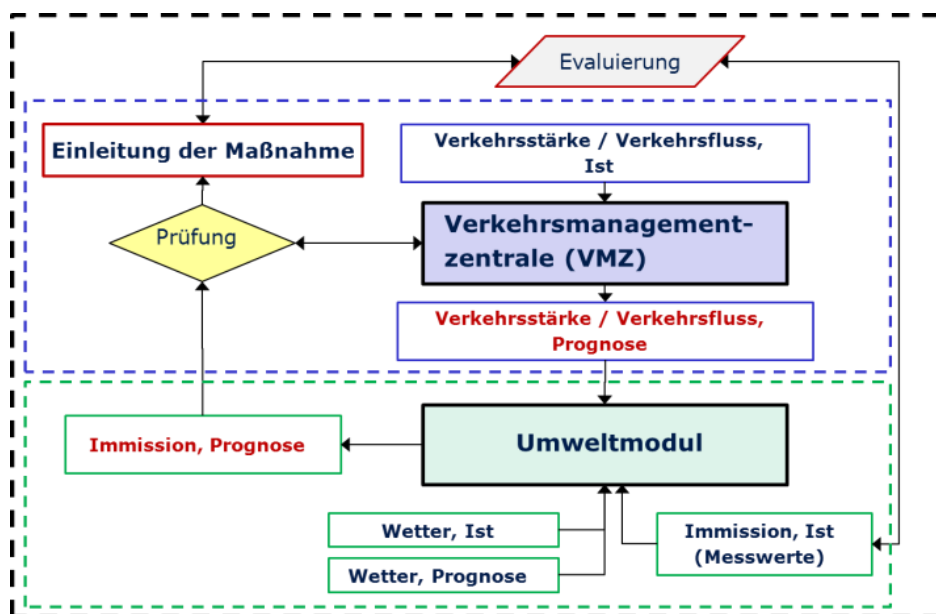 Evaluierung
Einleitung der Maßnahme
Verkehrsstärke / Verkehrsfluss,
Ist
Prüfung
Verkehrsmanagement-
zentrale (VMZ)
Verkehrsstärke / Verkehrsfluss,
Prognose
Immission, Prognose
Umweltmodul
Wetter, Ist
Wetter, Prognose
Immission, Ist
(Messwerte)